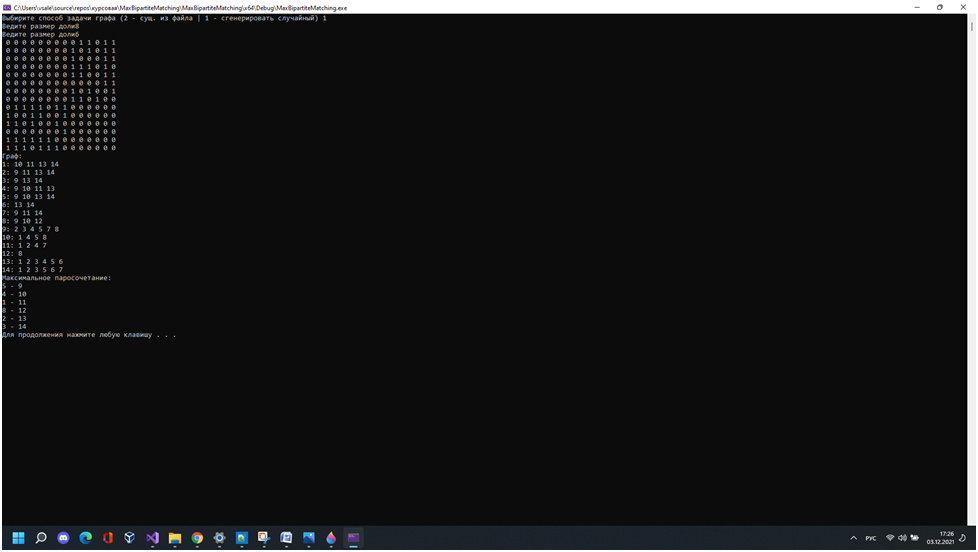 C:\Users\vsale\source\repos\курсовая\MaxBipartiteMatching\MaxBipartiteMatching\x64\Debug\MaxBipartiteMatching.exe
Выбирите способ задачи графа (2 - сущ. из файла | 1 - сгенерировать случайный) 1
Ведите размер доли8
Ведите размер доли6
0 0 0 0 0 0 0 0 0 1 1 0 1 1
0 0 0 0 0 0 0 0 1 0 1 0 1 1
0 0 0 0 0 0 0 0 1 0 0 0 1 1
0 0 0 0 0 0 0 0 1 1 1 0 1 0
0 0 0 0 0 0 0 0 1 1 0 0 1 1
0 0 0 0 0 0 0 0 0 0 0 0 1 1
0 0 0 0 0 0 0 0 1 0 1 0 0 1
0 0 0 0 0 0 0 0 1 1 0 1 0 0
0 1 1 1 1 0 1 1 0 0 0 0 0 0
1 0 0 1 1 0 0 1 0 0 0 0 0 0
1 1 0 1 0 0 1 0 0 0 0 0 0 0
0 0 0 0 0 0 0 1 0 0 0 0 0 0
1 1 1 1 1 1 0 0 0 0 0 0 0 0
1 1 1 0 1 1 1 0 0 0 0 0 0 0
Граф:
1: 10 11 13 14
2: 9 11 13 14
3: 9 13 14
4: 9 10 11 13
5: 9 10 13 14
6: 13 14
7: 9 11 14
8: 9 10 12
9: 2 3 4 5 7 8
10: 1 4 5 8
11: 1 2 4 7
12: 8
13: 1 2 3 4 5 6
14: 1 2 3 5 6 7
Максимальное паросочетание:
5 - 9
4 - 10
1 - 11
8 - 12
2 - 13
3 - 14
Для продолжения нажмите любую клавишу . . .
РУС
17:26
03.12.2021